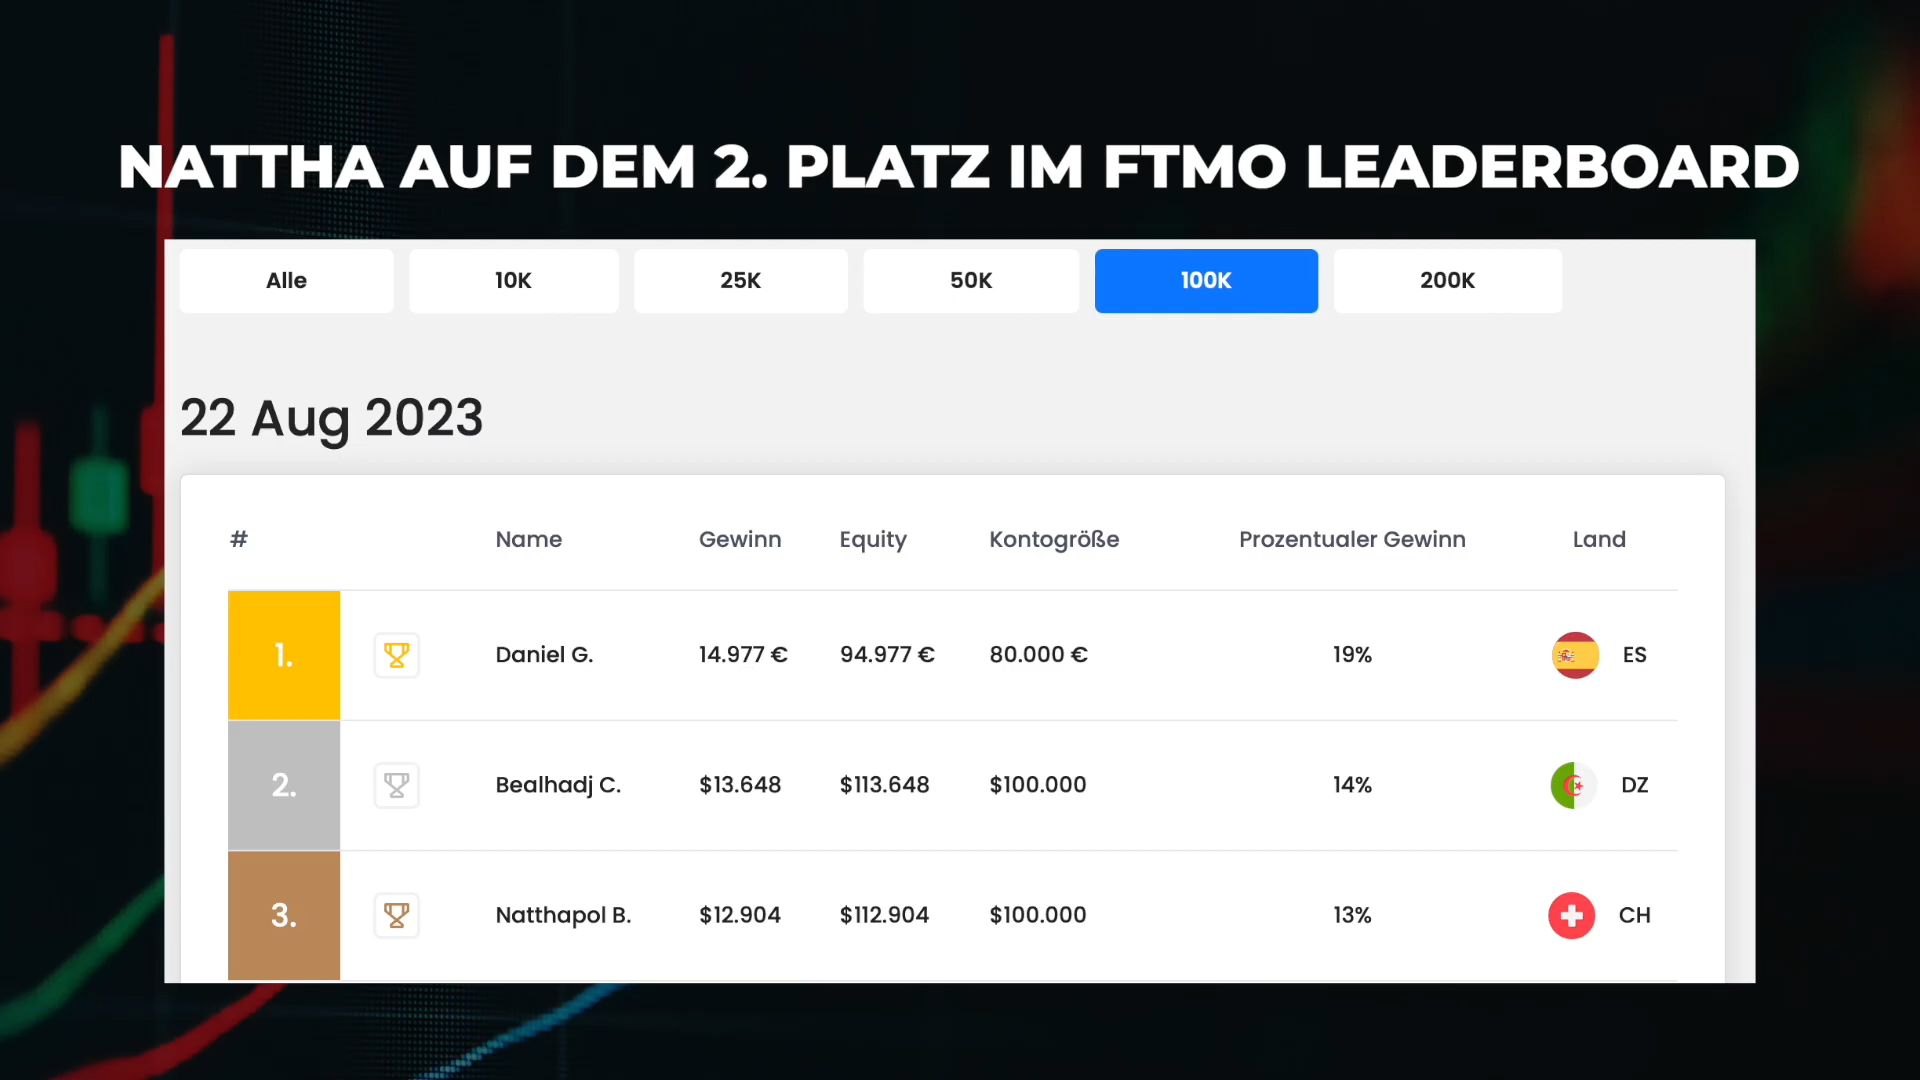 NATTHA AUF DEM 2. PLATZ IM FTMO LEADERBOARD
Alle 10K 25K 50K 100K 200K
22 Aug 2023
# Name Gewinn Equity Kontogröße Prozentualer Gewinn Land
1. Daniel G. 14.977 € 94.977 € 80.000 € 19% ES
2. Bealhadj C. $13.648 $113.648 $100.000 14% DZ
3. Natthapol B. $12.904 $112.904 $100.000 13% CH